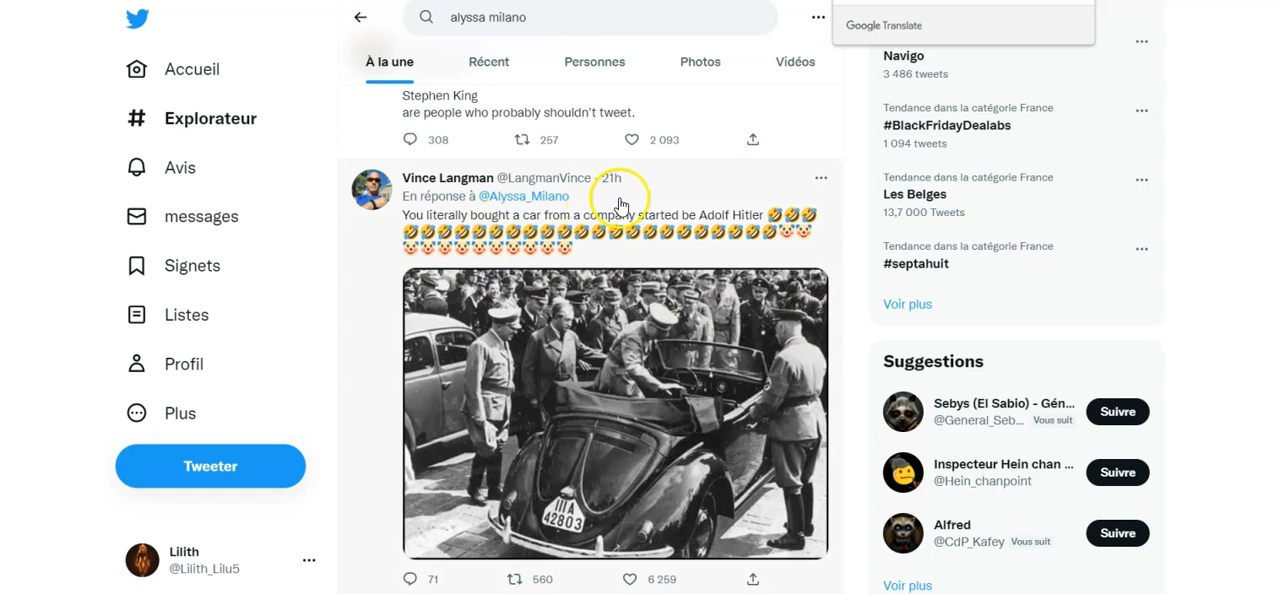 alyssa milano
Google Translate
À la une
Récent
Personnes
Photos
Vidéos
Accueil
Explorateur
Avis
messages
Signets
Listes
Profil
Plus
Tweeter
Lilith
@Lilith_Lilu5
Stephen King
are people who probably shouldn't tweet.
308
257
2 093
Vince Langman @LangmanVince · 21h
En réponse à @Alyssa_Milano
You literally bought a car from a company started be Adolf Hitler
IIIA
42803
71
560
6 259
Navigo
3 486 tweets
Tendance dans la catégorie France
#BlackFridayDealabs
1 094 tweets
Tendance dans la catégorie France
Les Belges
13,7 000 Tweets
Tendance dans la catégorie France
#septahuit
Voir plus
Suggestions
Sebys (El Sabio) - Gén...
@General_Seb... Vous suit
Suivre
Inspecteur Hein chan ...
@Hein_chanpoint
Suivre
Alfred
@CdP_Kafey Vous suit
Suivre
Voir plus